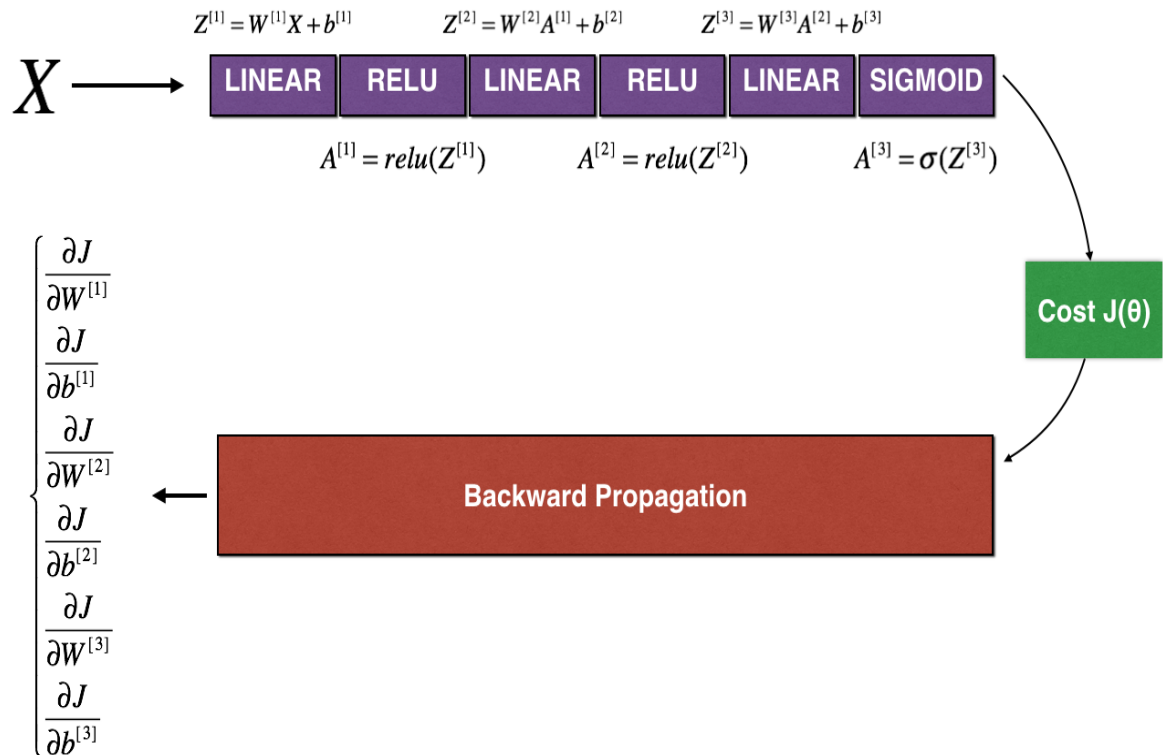 Z^{[1]} = W^{[1]}X + b^{[1]} Z^{[2]} = W^{[2]}A^{[1]} + b^{[2]} Z^{[3]} = W^{[3]}A^{[2]} + b^{[3]}
X LINEAR RELU LINEAR RELU LINEAR SIGMOID
A^{[1]} = relu(Z^{[1]}) A^{[2]} = relu(Z^{[2]}) A^{[3]} = σ(Z^{[3]})
Cost J(θ)
Backward Propagation
∂J
∂W^{[1]}
∂J
∂b^{[1]}
∂J
∂W^{[2]}
∂J
∂b^{[2]}
∂J
∂W^{[3]}
∂J
∂b^{[3]}